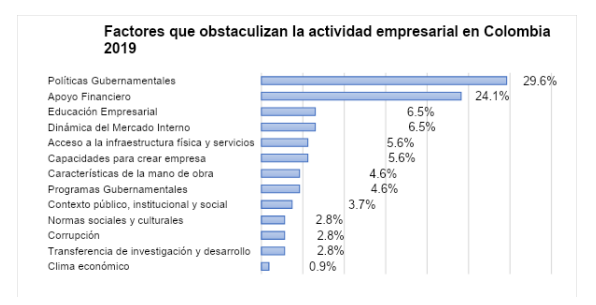 Factores que obstaculizan la actividad empresarial en Colombia
2019
Políticas Gubernamentales 29.6%
Apoyo Financiero 24.1%
Educación Empresarial 6.5%
Dinámica del Mercado Interno 6.5%
Acceso a la infraestructura física y servicios 5.6%
Capacidades para crear empresa 5.6%
Características de la mano de obra 4.6%
Programas Gubernamentales 4.6%
Contexto público, institucional y social 3.7%
Normas sociales y culturales 2.8%
Corrupción 2.8%
Transferencia de investigación y desarrollo 2.8%
Clima económico 0.9%